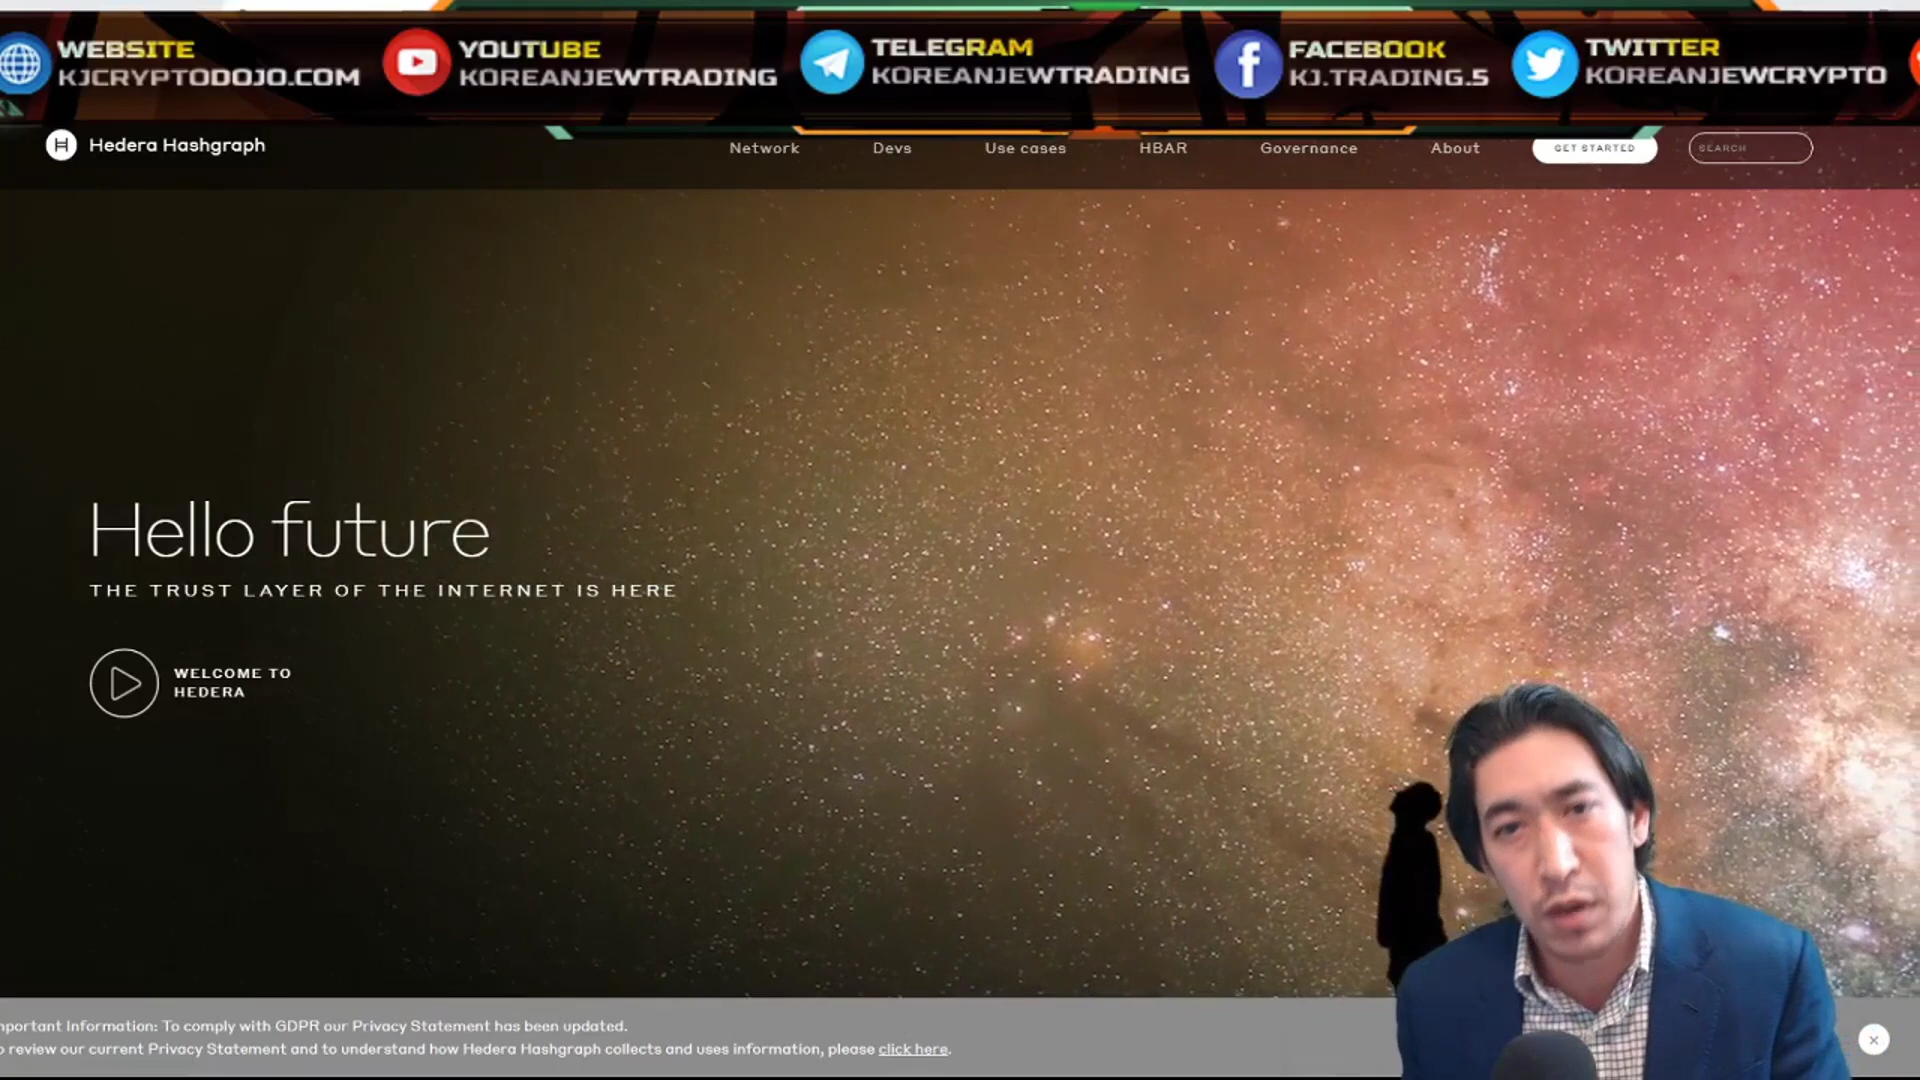 WEBSITE
KJCRYPTODOJO.COM
YOUTUBE
KOREANJEWTRADING
TELEGRAM
KOREANJEWTRADING
FACEBOOK
KJ.TRADING.5
TWITTER
KOREANJEWCRYPTO
Hedera Hashgraph
Network Devs Use cases HBAR Governance About GET STARTED SEARCH
Hello future
THE TRUST LAYER OF THE INTERNET IS HERE
WELCOME TO
HEDERA
mportant Information: To comply with GDPR our Privacy Statement has been updated.
o review our current Privacy Statement and to understand how Hedera Hashgraph collects and uses information, please click here.